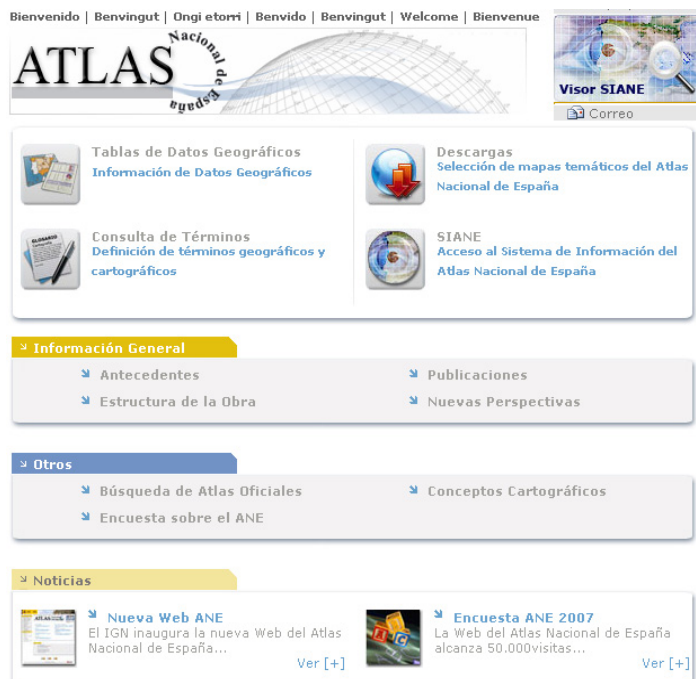 Bienvenido | Benvingut | Ongi etorri | Benvido | Benvingut | Welcome | Bienvenue
ATLAS
Nacional de España
Visor SIANE
Correo
Tablas de Datos Geográficos
Información de Datos Geográficos
Descargas
Selección de mapas temáticos del Atlas
Nacional de España
Consulta de Términos
Definición de términos geográficos y
cartográficos
GLOSARIO
SIANE
Acceso al Sistema de Información del
Atlas Nacional de España
Información General
Antecedentes
Publicaciones
Estructura de la Obra
Nuevas Perspectivas
Otros
Búsqueda de Atlas Oficiales
Conceptos Cartográficos
Encuesta sobre el ANE
Noticias
Nueva Web ANE
El IGN inaugura la nueva Web del Atlas
Nacional de España...
Ver [+]
Encuesta ANE 2007
La Web del Atlas Nacional de España
alcanza 50.000visitas...
Ver [+]